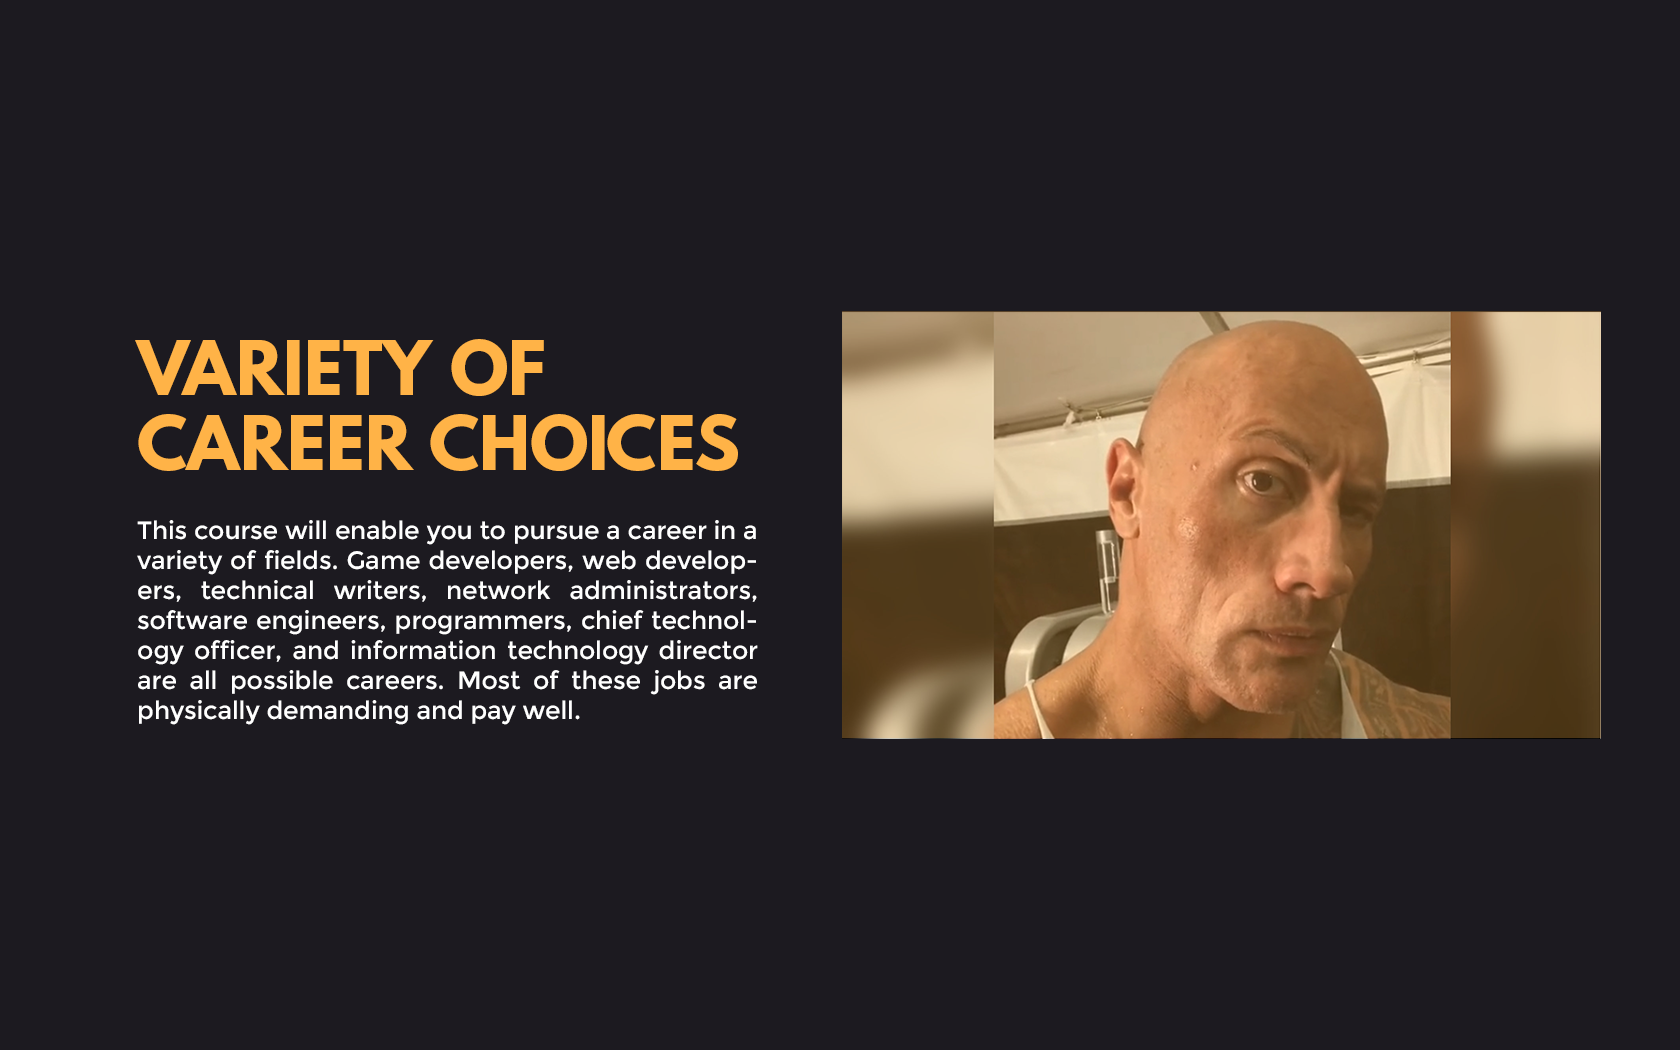 VARIETY OF
CAREER CHOICES
This course will enable you to pursue a career in a
variety of fields. Game developers, web develop-
ers, technical writers, network administrators,
software engineers, programmers, chief technol-
ogy officer, and information technology director
are all possible careers. Most of these jobs are
physically demanding and pay well.